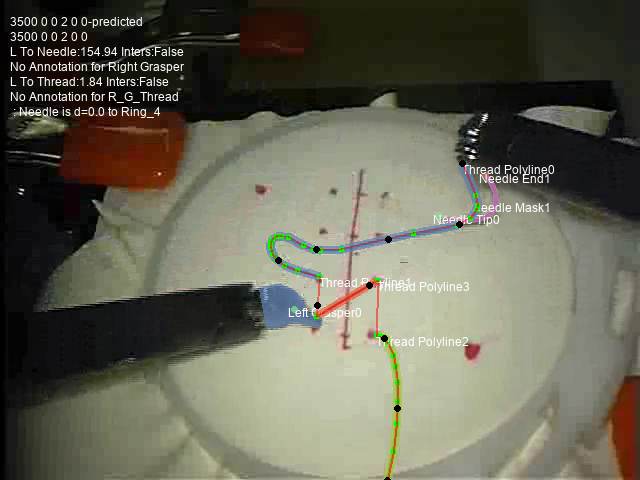 3500 0 0 2 0 0-predicted
3500 0 0 2 0 0
L To Needle:154.94 Inters:False
No Annotation for Right Grasper
L To Thread:1.84 Inters:False
No Annotation for R_G_Thread
: Needle is d=0.0 to Ring_4
Thread Polyline0
Needle End1
Needle Mask1
Needle Tip0
Thread Polyline1
Thread Polyline3
Left Grasper0
Thread Polyline2